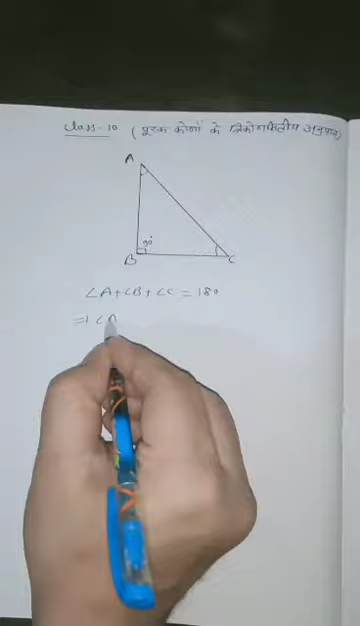 Class-10 (पूरक कोणों के त्रिकोणमितीय अनुपात)
A
90°
B
C
∠A+∠B+∠C = 180
⇒ ∠A